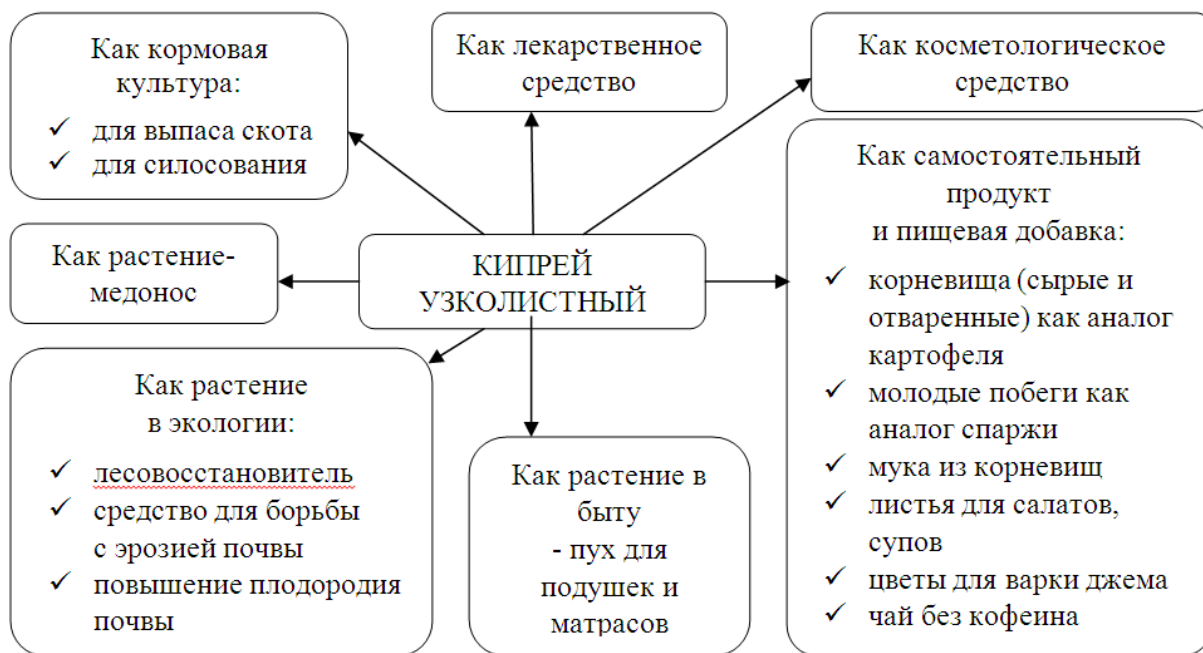 Как кормовая
культура:
✓ для выпаса скота
✓ для силосования
Как лекарственное
средство
Как косметологическое
средство
Как растение-
медонос
КИПРЕЙ
УЗКОЛИСТНЫЙ
Как самостоятельный
продукт
и пищевая добавка:
✓ корневища (сырые и
отваренные) как аналог
картофеля
✓ молодые побеги как
аналог спаржи
✓ мука из корневищ
✓ листья для салатов,
супов
✓ цветы для варки джема
✓ чай без кофеина
Как растение
в экологии:
✓ лесовосстановитель
✓ средство для борьбы
с эрозией почвы
✓ повышение плодородия
почвы
Как растение в
быту
- пух для
подушек и
матрасов